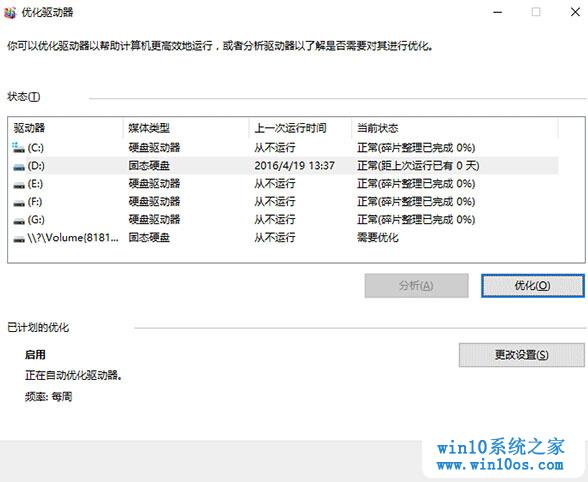 优化驱动器
你可以优化驱动器以帮助计算机更高效地运行，或者分析驱动器以了解是否需要对其进行优化。
状态(T)
驱动器 媒体类型 上一次运行时间 当前状态
(C:) 硬盘驱动器 从不运行 正常(碎片整理已完成 0%)
(D:) 固态硬盘 2016/4/19 13:37 正常(距上次运行已有 0 天)
(E:) 硬盘驱动器 从不运行 正常(碎片整理已完成 0%)
(F:) 硬盘驱动器 从不运行 正常(碎片整理已完成 0%)
(G:) 硬盘驱动器 从不运行 正常(碎片整理已完成 0%)
\\?\Volume{8181... 固态硬盘 从不运行 需要优化
分析(A) 优化(O)
已计划的优化
启用 更改设置(S)
正在自动优化驱动器。
频率: 每周
win10系统之家
www.win10os.com